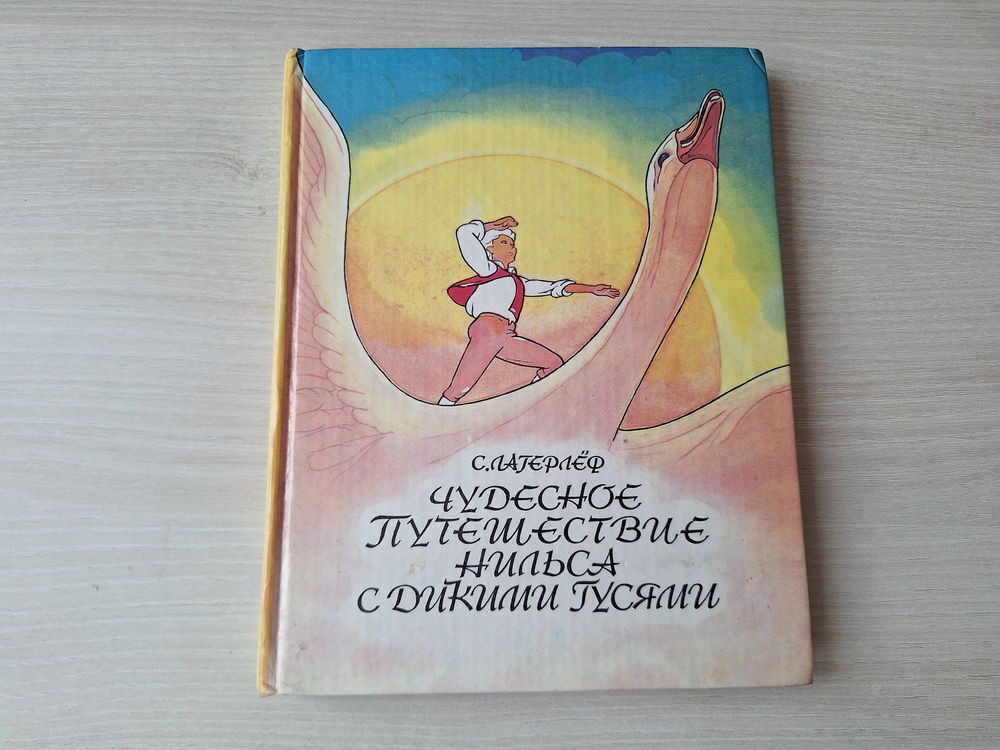 С. ЛАГЕРЛЁФ
ЧУДЕСНОЕ
ПУТЕШЕСТВИЕ
НИЛЬСА
С ДИКИМИ ГУСЯМИ